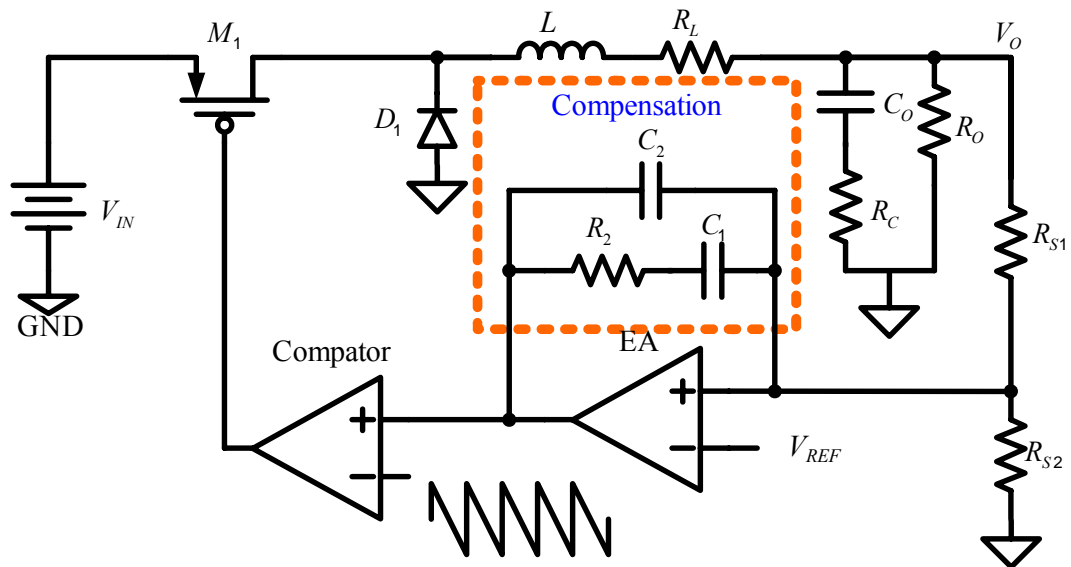 M1
L
RL
VO
Compensation
D1
C2
CO
RO
VIN
R2
C1
RC
RS1
GND
EA
Compator
+
−
+
−
VREF
RS2